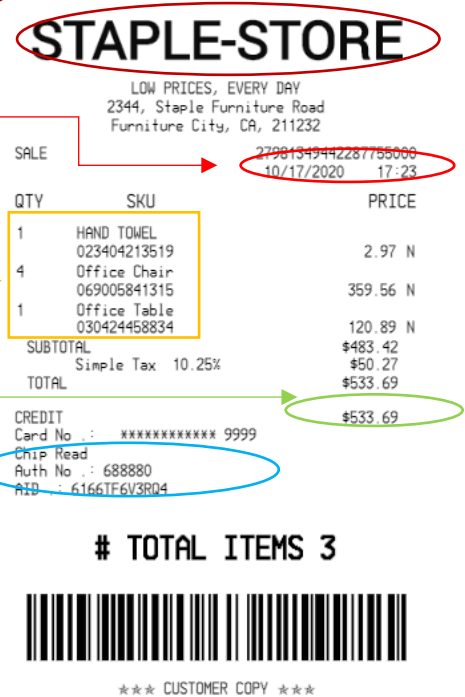 STAPLE-STORE
LOW PRICES, EVERY DAY
2344, Staple Furniture Road
Furniture City, CA, 211232
SALE 27981349442287755000
10/17/2020 17:23
QTY SKU PRICE
1 HAND TOWEL
023404213519 2.97 N
4 Office Chair
069005841315 359.56 N
1 Office Table
030424458834 120.89 N
SUBTOTAL $483.42
Simple Tax 10.25% $50.27
TOTAL $533.69
CREDIT $533.69
Card No .: ************ 9999
Chip Read
Auth No .: 688880
AID .: 6166TF6V3RQ4
# TOTAL ITEMS 3
*** CUSTOMER COPY ***